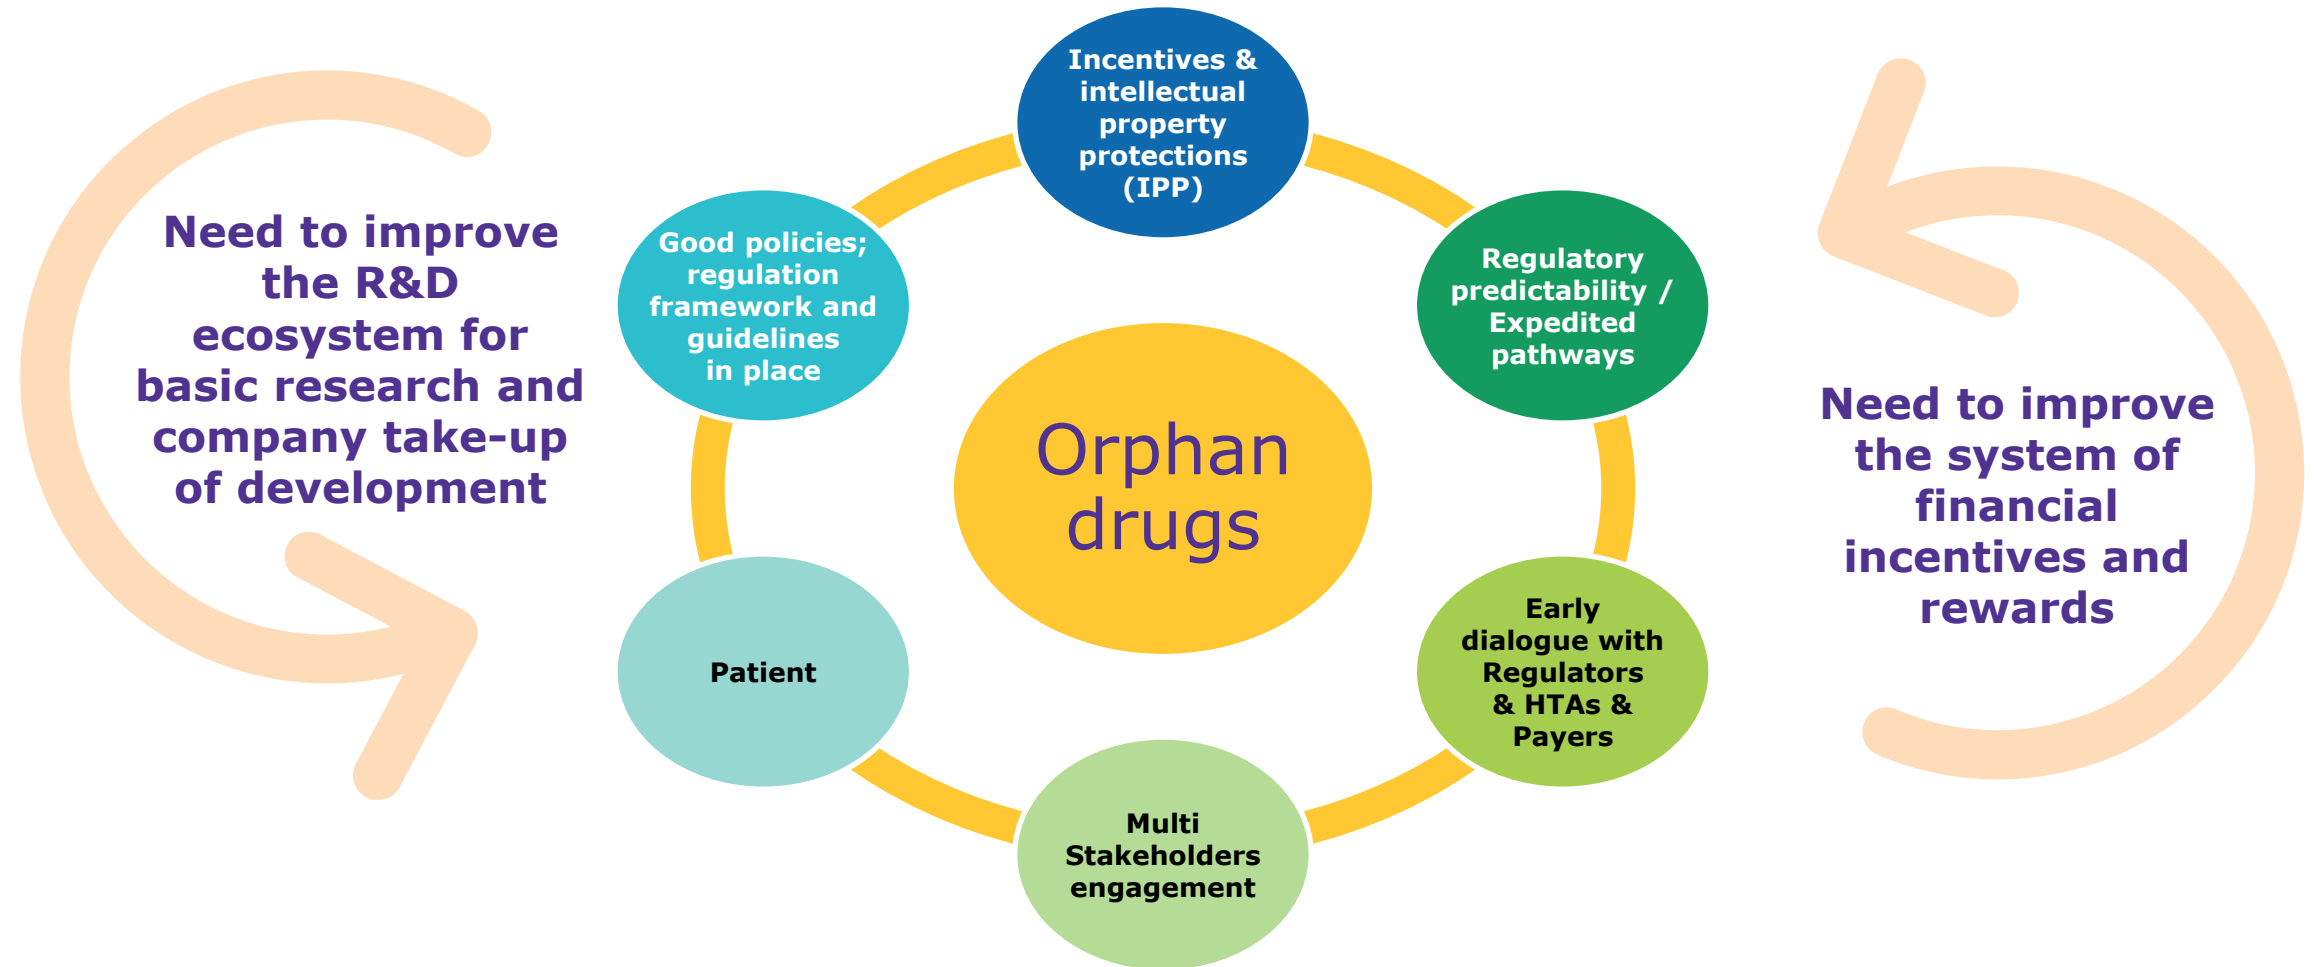 Need to improve
the R&D
ecosystem for
basic research and
company take-up
of development
Incentives &
intellectual
property
protections
(IPP)
Good policies;
regulation
framework and
guidelines
in place
Regulatory
predictability /
Expedited
pathways
Orphan
drugs
Patient
Early
dialogue with
Regulators
& HTAs &
Payers
Multi
Stakeholders
engagement
Need to improve
the system of
financial
incentives and
rewards